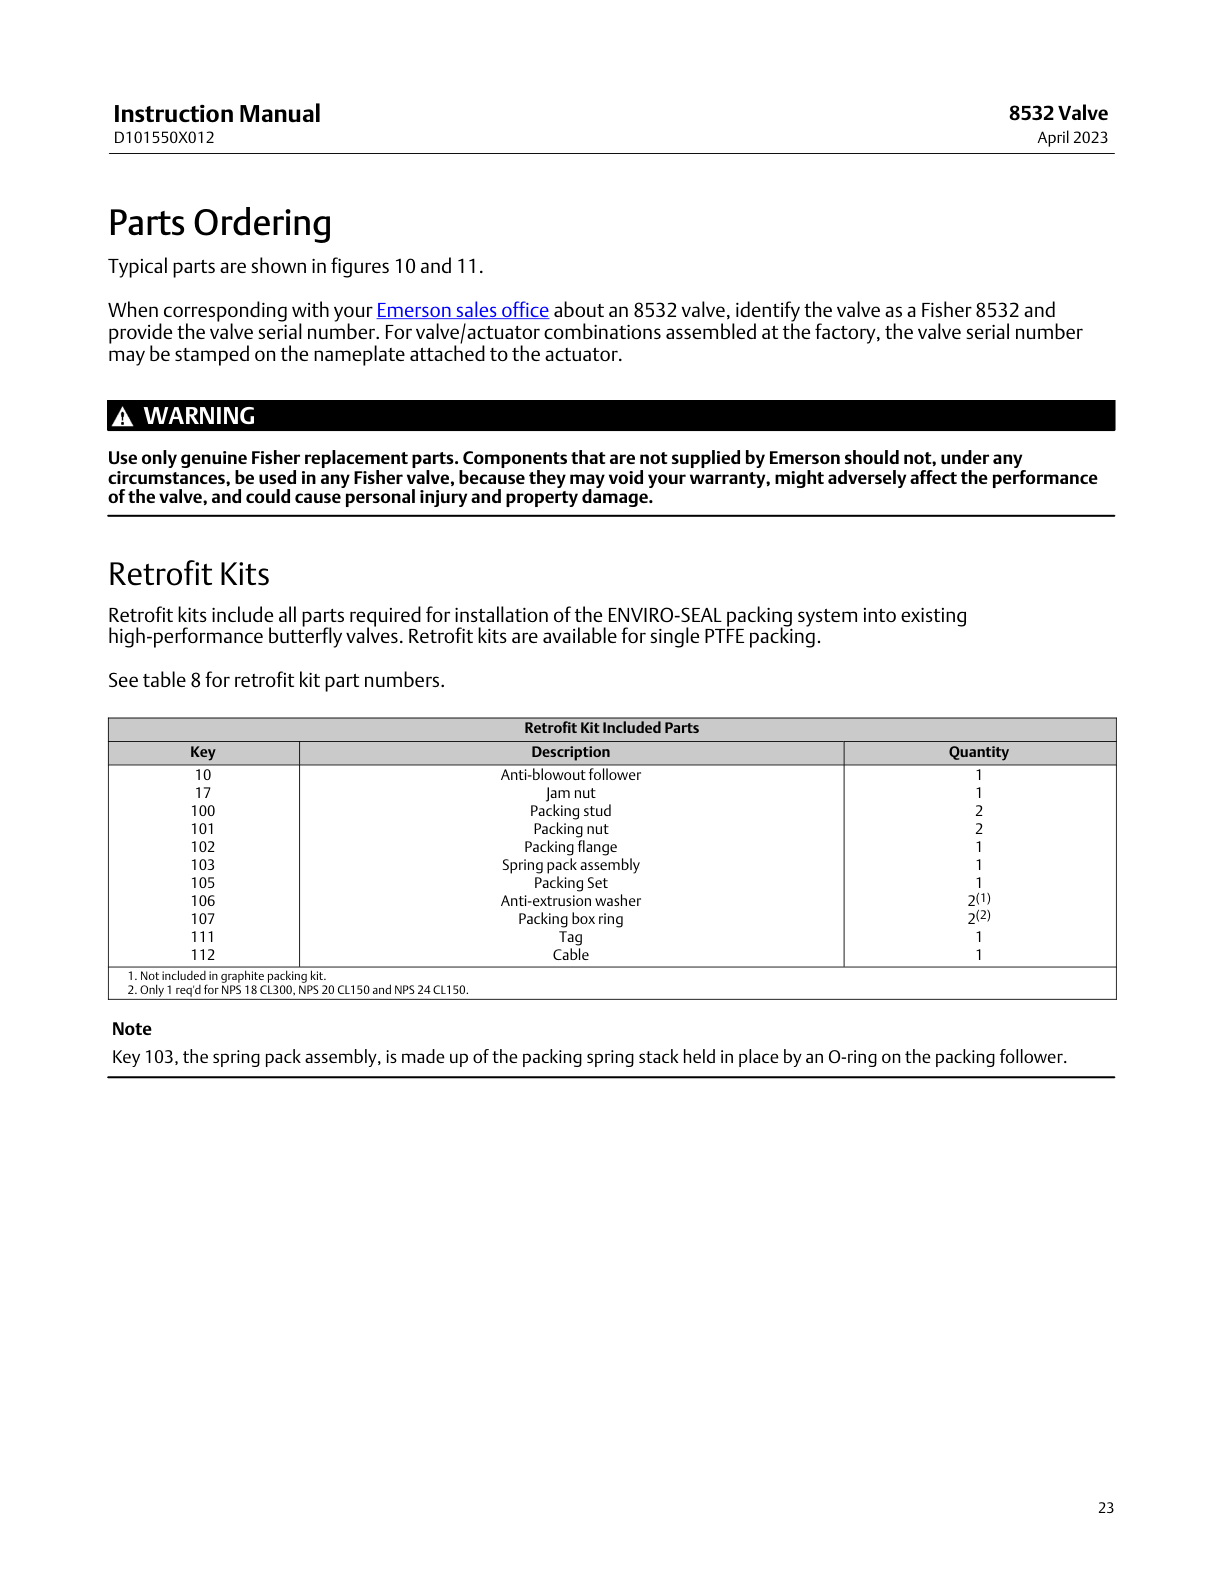 Instruction Manual
D101550X012
8532 Valve
April 2023
Parts Ordering
Typical parts are shown in figures 10 and 11.
When corresponding with your Emerson sales office about an 8532 valve, identify the valve as a Fisher 8532 and
provide the valve serial number. For valve/actuator combinations assembled at the factory, the valve serial number
may be stamped on the nameplate attached to the actuator.
WARNING
Use only genuine Fisher replacement parts. Components that are not supplied by Emerson should not, under any
circumstances, be used in any Fisher valve, because they may void your warranty, might adversely affect the performance
of the valve, and could cause personal injury and property damage.
Retrofit Kits
Retrofit kits include all parts required for installation of the ENVIRO-SEAL packing system into existing
high-performance butterfly valves. Retrofit kits are available for single PTFE packing.
See table 8 for retrofit kit part numbers.
Retrofit Kit Included Parts
Key Description Quantity
10 Anti-blowout follower 1
17 Jam nut 1
100 Packing stud 2
101 Packing nut 2
102 Packing flange 1
103 Spring pack assembly 1
105 Packing Set 1
106 Anti-extrusion washer 2(1)
107 Packing box ring 2(2)
111 Tag 1
112 Cable 1
1. Not included in graphite packing kit.
2. Only 1 req'd for NPS 18 CL300, NPS 20 CL150 and NPS 24 CL150.
Note
Key 103, the spring pack assembly, is made up of the packing spring stack held in place by an O-ring on the packing follower.
23